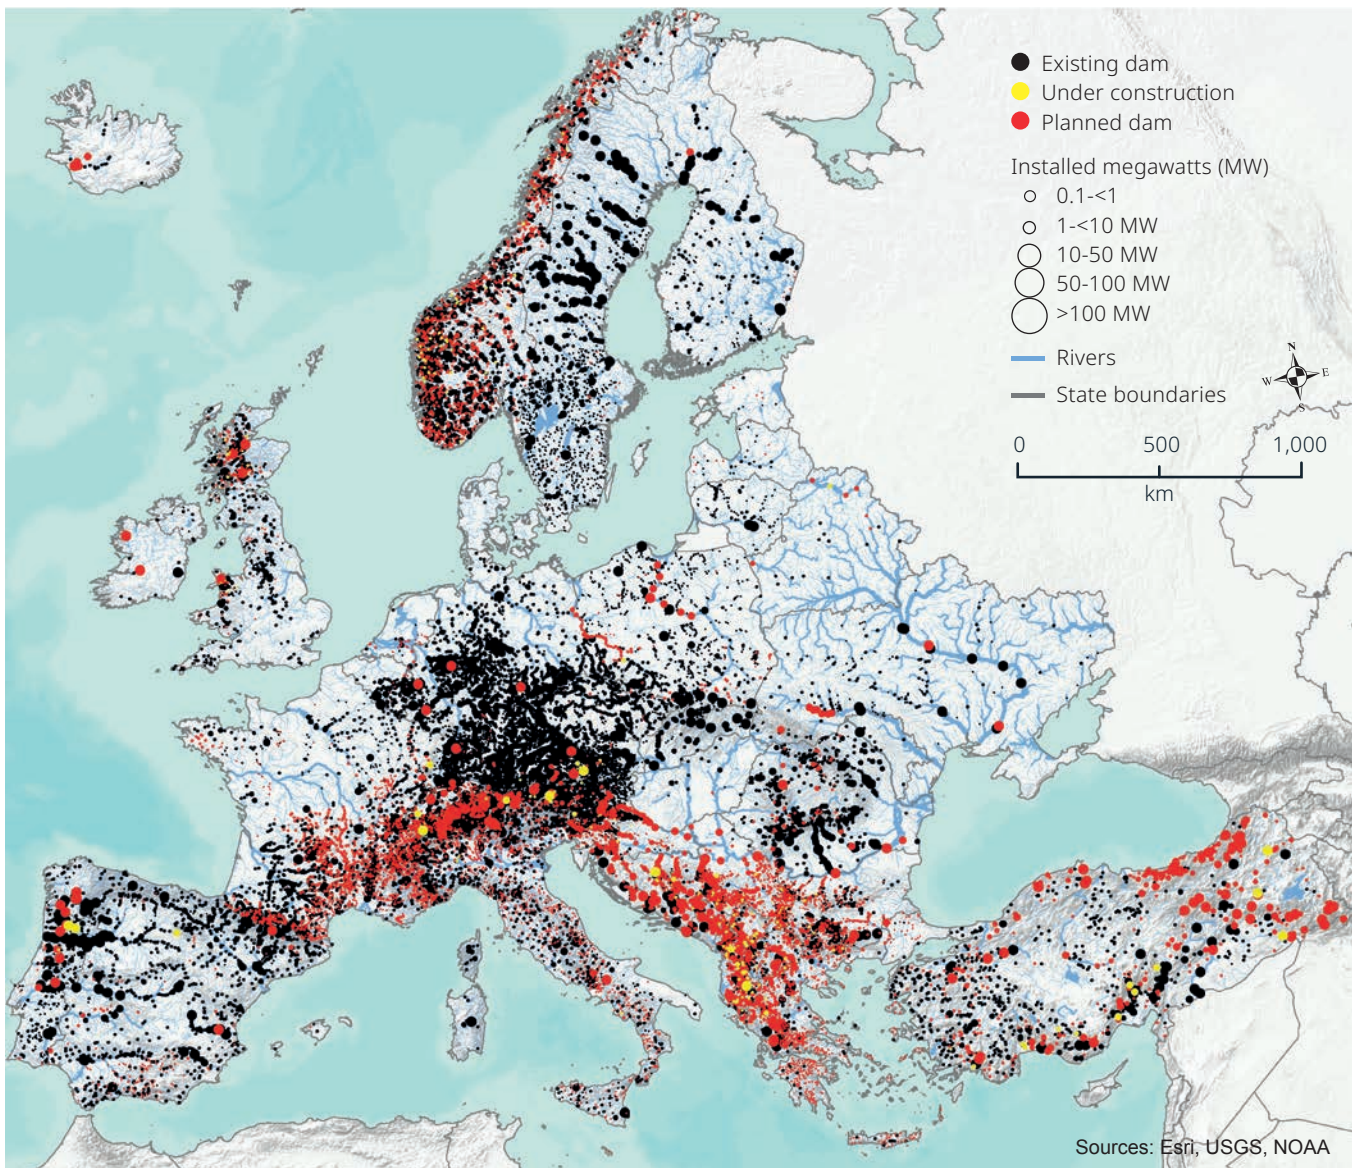 Existing dam
Under construction
Planned dam
Installed megawatts (MW)
0.1-<1
1-<10 MW
10-50 MW
50-100 MW
>100 MW
Rivers
State boundaries
N
W E
S
0 500 1,000
km
Sources: Esri, USGS, NOAA